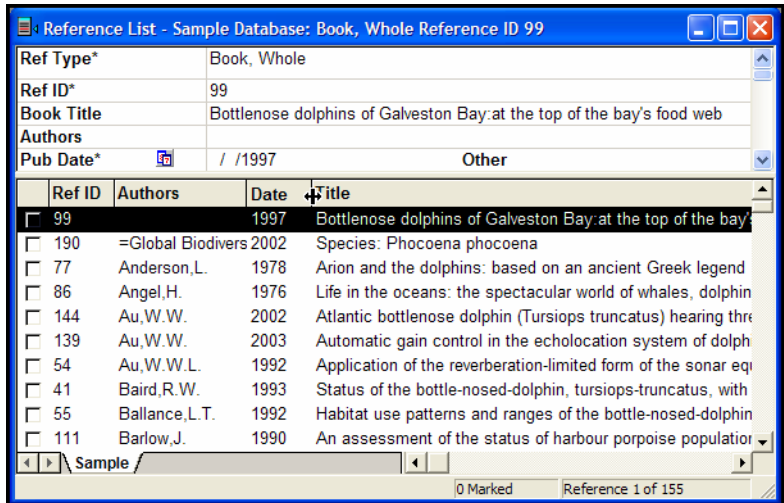 Reference List - Sample Database: Book, Whole Reference ID 99
Ref Type* Book, Whole
Ref ID* 99
Book Title Bottlenose dolphins of Galveston Bay:at the top of the bay's food web
Authors
Pub Date* / /1997 Other
Ref ID Authors Date Title
99 1997 Bottlenose dolphins of Galveston Bay:at the top of the bay's
190 =Global Biodivers 2002 Species: Phocoena phocoena
77 Anderson,L. 1978 Arion and the dolphins: based on an ancient Greek legend
86 Angel,H. 1976 Life in the oceans: the spectacular world of whales, dolphin
144 Au,W.W. 2002 Atlantic bottlenose dolphin (Tursiops truncatus) hearing thre
139 Au,W.W. 2003 Automatic gain control in the echolocation system of dolphi
54 Au,W.W.L. 1992 Application of the reverberation-limited form of the sonar equ
41 Baird,R.W. 1993 Status of the bottle-nosed-dolphin, tursiops-truncatus, with
55 Ballance,L.T. 1992 Habitat use patterns and ranges of the bottle-nosed-dolphin
111 Barlow,J. 1990 An assessment of the status of harbour porpoise population
Sample
0 Marked Reference 1 of 155